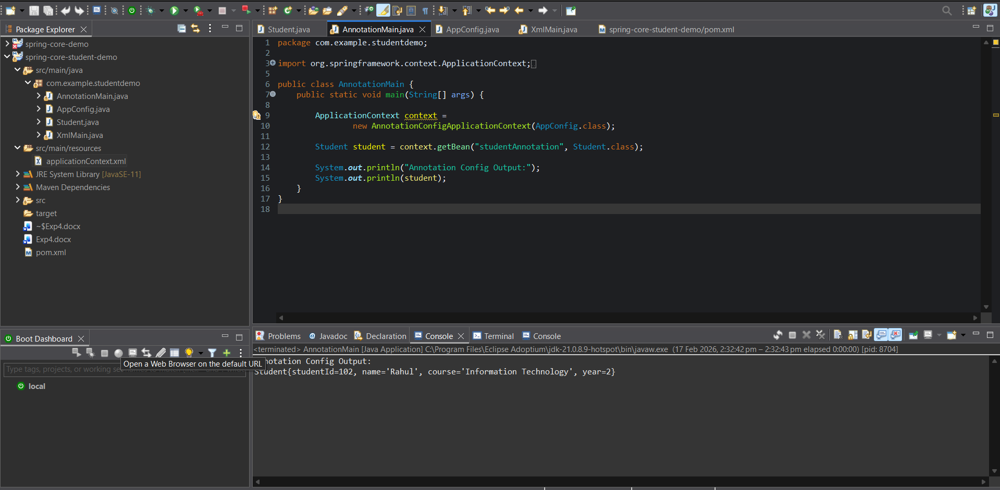 Package Explorer
spring-core-demo
spring-core-student-demo
src/main/java
com.example.studentdemo
AnnotationMain.java
AppConfig.java
Student.java
XmlMain.java
src/main/resources
applicationContext.xml
JRE System Library [JavaSE-11]
Maven Dependencies
src
target
~$Exp4.docx
Exp4.docx
pom.xml
Student.java
AnnotationMain.java
AppConfig.java
XmlMain.java
spring-core-student-demo/pom.xml
1 package com.example.studentdemo;
2
3 import org.springframework.context.ApplicationContext;
5
6 public class AnnotationMain {
7 public static void main(String[] args) {
8
9 ApplicationContext context =
10 new AnnotationConfigApplicationContext(AppConfig.class);
11
12 Student student = context.getBean("studentAnnotation", Student.class);
13
14 System.out.println("Annotation Config Output:");
15 System.out.println(student);
16 }
17 }
18
Boot Dashboard
Open a Web Browser on the default URL
Type tags, projects, or working
local
Problems
Javadoc
Declaration
Console
Terminal
Console
<terminated> AnnotationMain [Java Application] C:\Program Files\Eclipse Adoptium\jdk-21.0.8.9-hotspot\bin\javaw.exe (17 Feb 2026, 2:32:42 pm – 2:32:43 pm elapsed 0:00:00) [pid: 8704]
notation Config Output:
Student{studentId=102, name='Rahul', course='Information Technology', year=2}